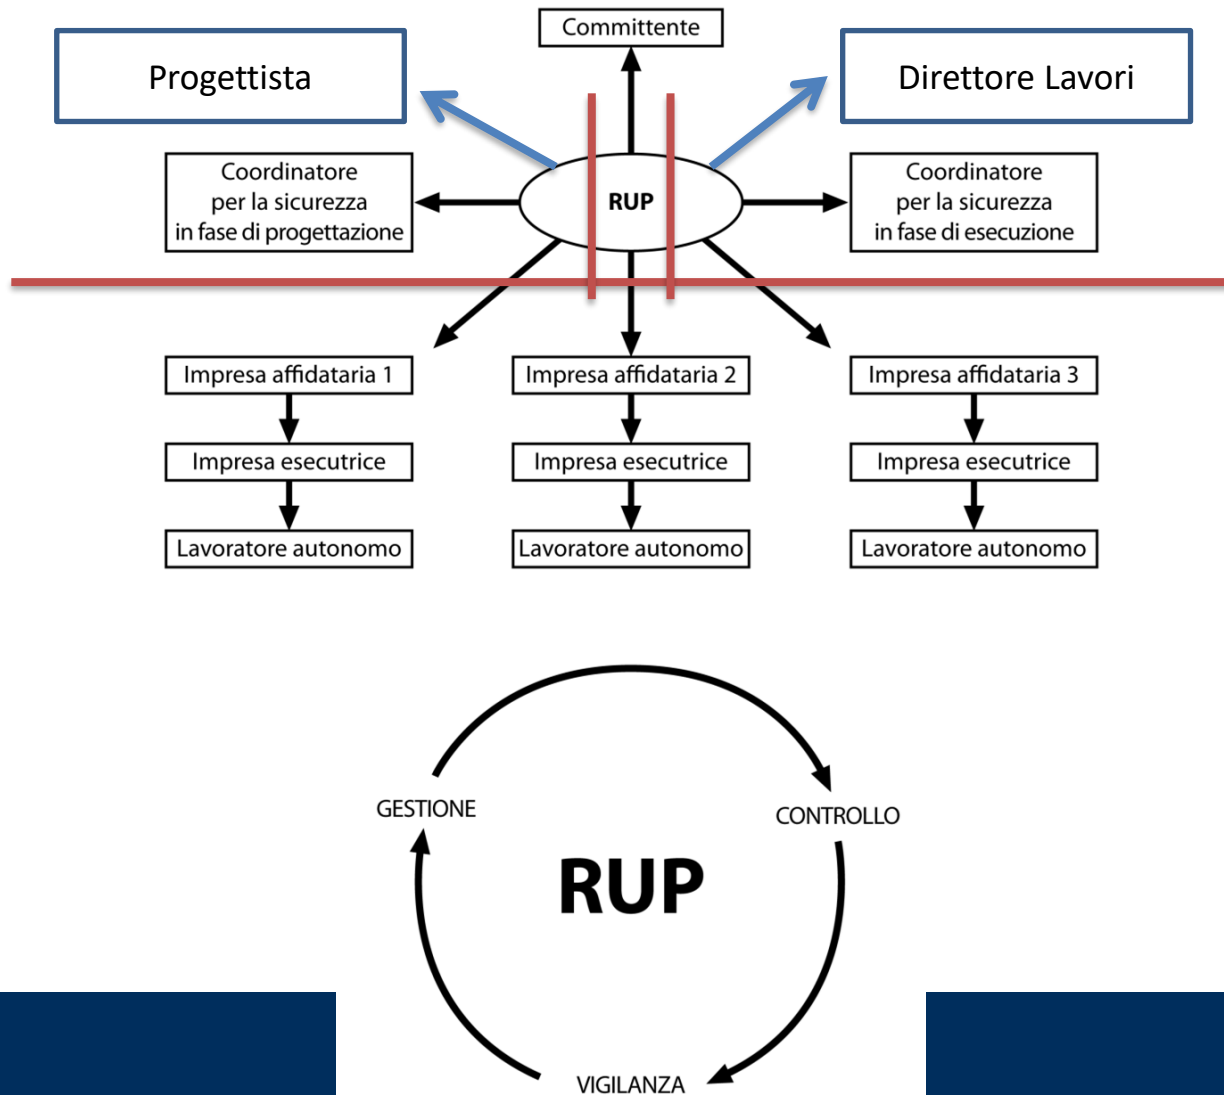 Committente
Progettista
Direttore Lavori
Coordinatore
per la sicurezza
in fase di progettazione
RUP
Coordinatore
per la sicurezza
in fase di esecuzione
Impresa affidataria 1
Impresa affidataria 2
Impresa affidataria 3
Impresa esecutrice
Impresa esecutrice
Impresa esecutrice
Lavoratore autonomo
Lavoratore autonomo
Lavoratore autonomo
GESTIONE
CONTROLLO
RUP
VIGILANZA